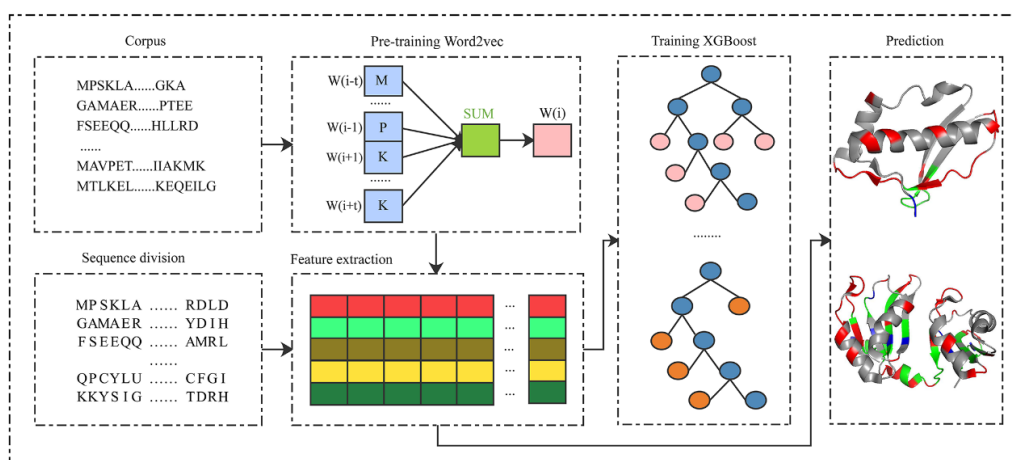 Corpus
MPSKLA......GKA
GAMAER......PTEE
FSEEQQ......HLLRD
......
MAVPET......IIAKMK
MTLKEL......KEQEILG
Pre-training Word2vec
W(i-t) M
......
W(i-1) P
W(i+1) K
......
W(i+t) K
SUM
W(i)
Training XGBoost
........
Prediction
Sequence division
MPSKLA ...... RDLD
GAMAER ...... YDIH
FSEEQQ ...... AMRL
......
QPCYLU ...... CFGI
KKYSIG ...... TDRH
Feature extraction
...
...
...
...
...